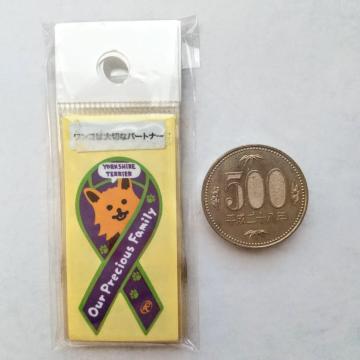 ワンコは大切なパートナー
YORKSHIRE
TERRIER
Our Precious Family
500
平成二十八年